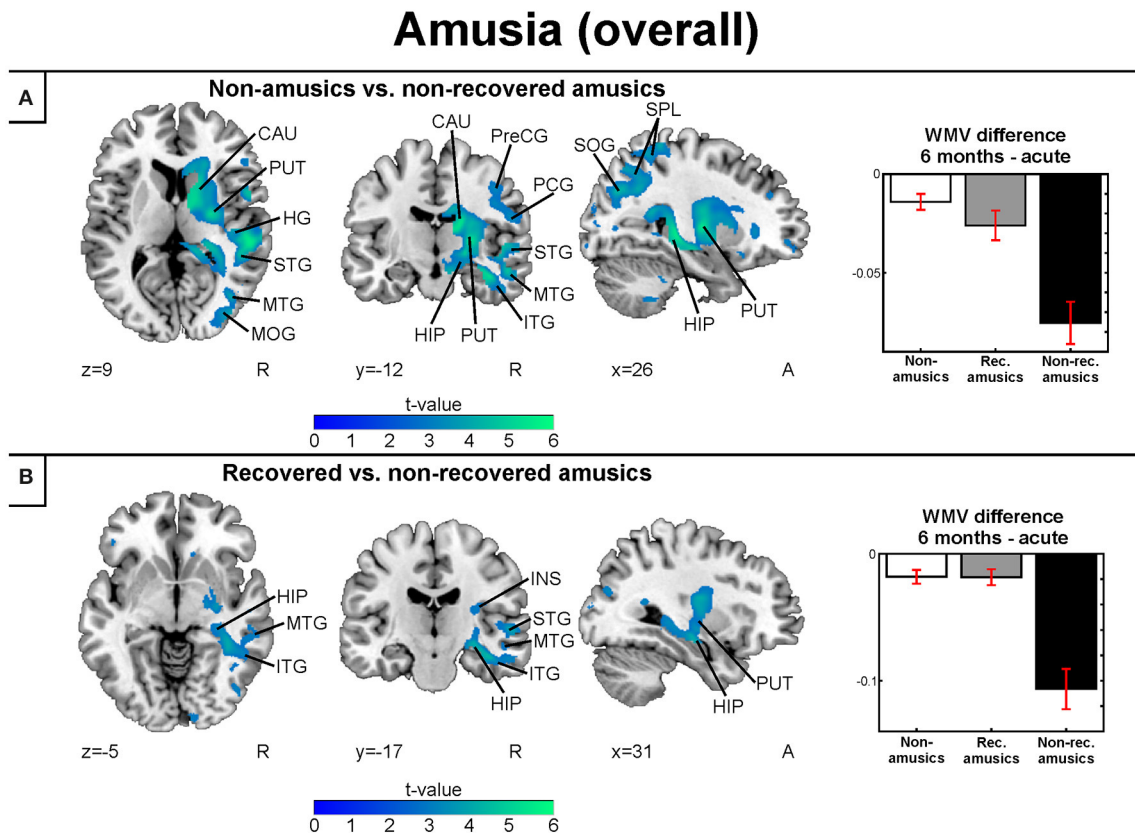 Amusia (overall)
A
Non-amusics vs. non-recovered amusics
CAU
PUT
HG
STG
MTG
MOG
z=9
R
CAU
PreCG
PCG
STG
MTG
ITG
HIP
PUT
y=-12
R
SPL
SOG
HIP
PUT
x=26
A
t-value
0 1 2 3 4 5 6
WMV difference
6 months - acute
0
-0.05
Non-
amusics
Rec.
amusics
Non-rec.
amusics
B
Recovered vs. non-recovered amusics
HIP
MTG
ITG
z=-5
R
INS
STG
MTG
ITG
HIP
y=-17
R
PUT
HIP
x=31
A
t-value
0 1 2 3 4 5 6
WMV difference
6 months - acute
0
-0.1
Non-
amusics
Rec.
amusics
Non-rec.
amusics